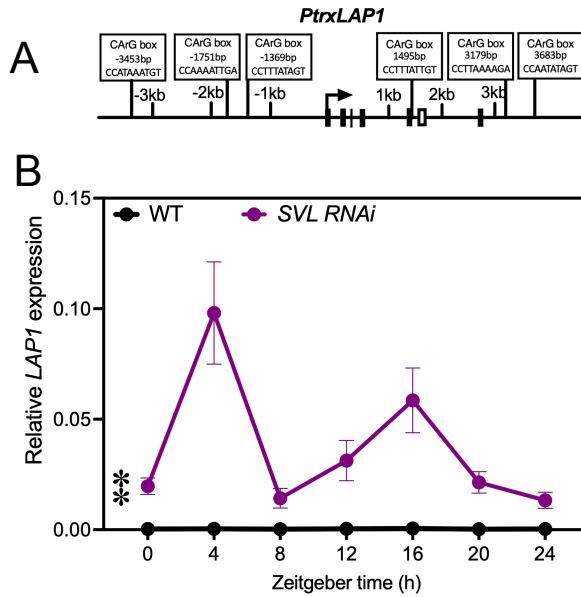 PtrxLAP1
A
CArG box
-3453bp
CCATAAATGT
CArG box
-1751bp
CCAAAATTGA
CArG box
-1369bp
CCTTTATAGT
CArG box
1495bp
CCTTTATTGT
CArG box
3179bp
CCTTAAAAGA
CArG box
3683bp
CCAATATAGT
-3kb
-2kb
-1kb
1kb
2kb
3kb
B
WT
SVL RNAi
Relative LAP1 expression
0.15
0.10
0.05
0.00
**
0
4
8
12
16
20
24
Zeitgeber time (h)